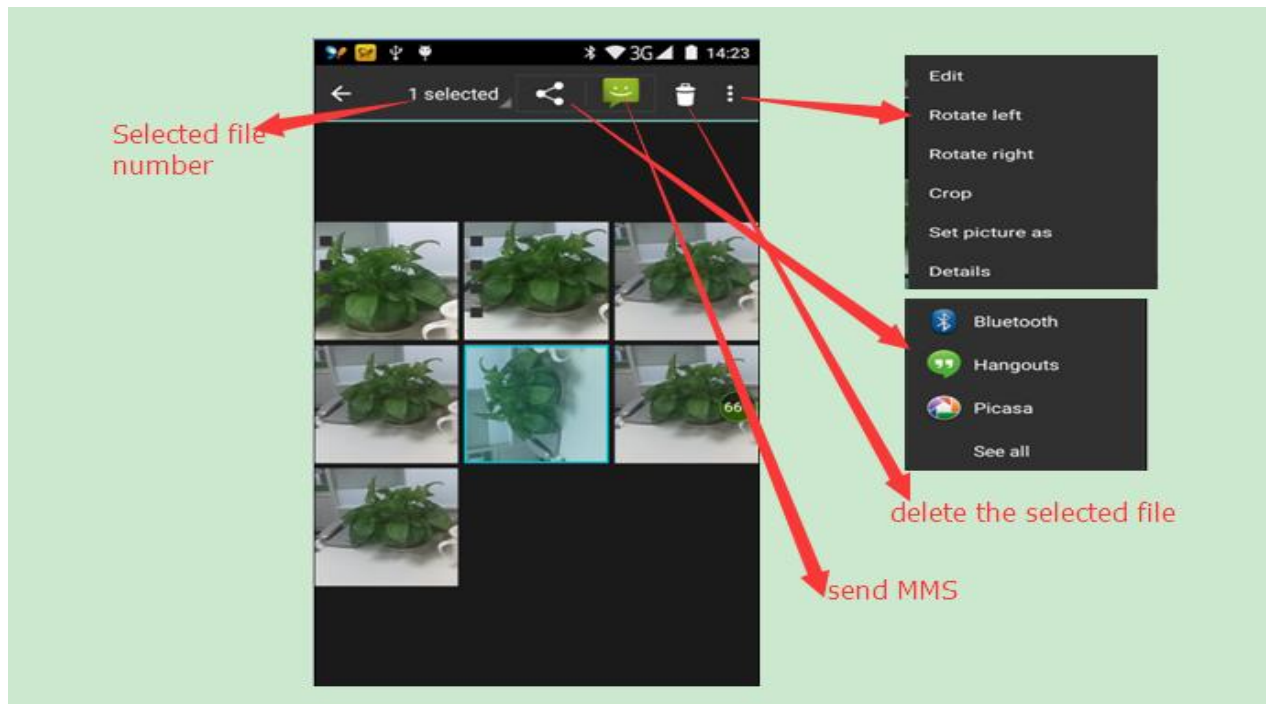 3G 14:23
1 selected
Selected file
number
Edit
Rotate left
Rotate right
Crop
Set picture as
Details
Bluetooth
Hangouts
Picasa
See all
66
delete the selected file
send MMS